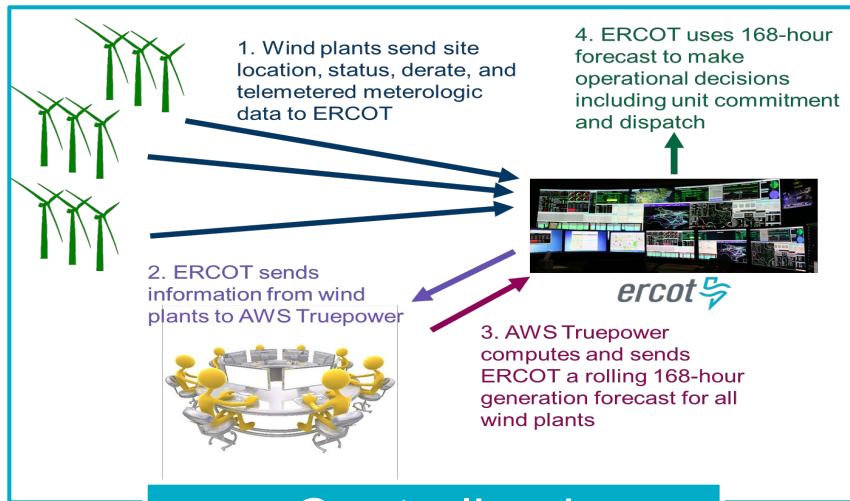 1. Wind plants send site
location, status, derate, and
telemetered meterologic
data to ERCOT
4. ERCOT uses 168-hour
forecast to make
operational decisions
including unit commitment
and dispatch
2. ERCOT sends
information from wind
plants to AWS Truepower
ercot
3. AWS Truepower
computes and sends
ERCOT a rolling 168-hour
generation forecast for all
wind plants